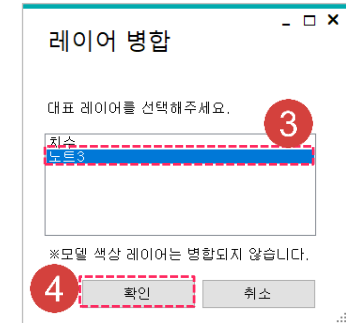 레이어 병합
대표 레이어를 선택해주세요.
3
치수
노트3
※모델 색상 레이어는 병합되지 않습니다.
4
확인
취소